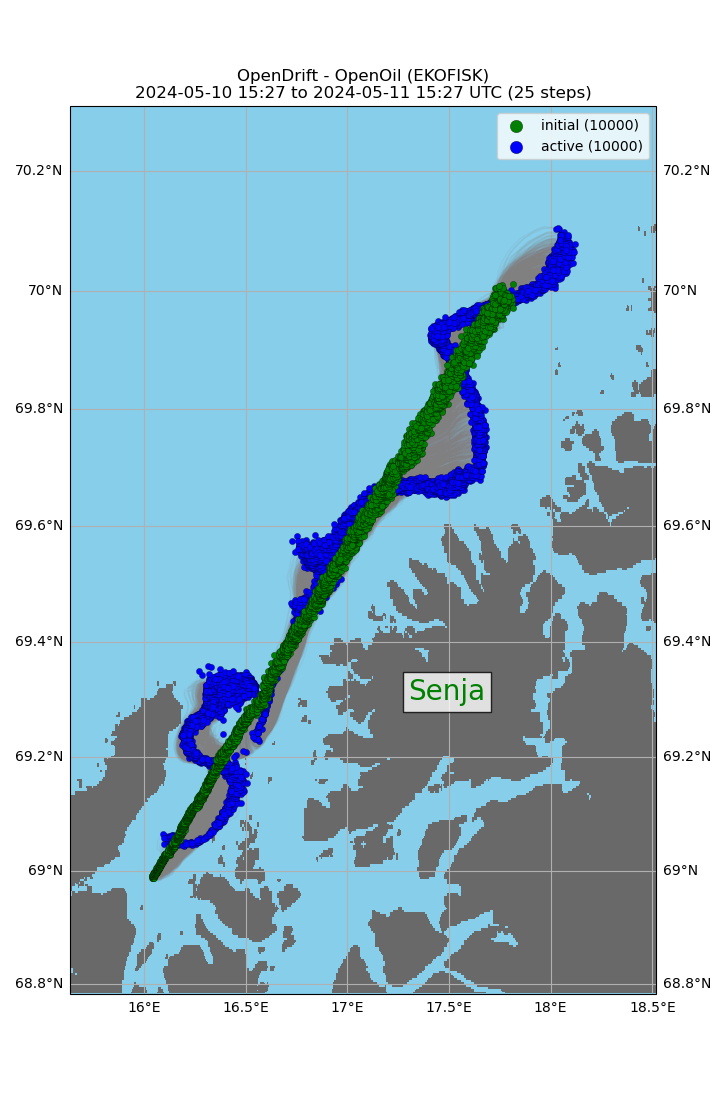 OpenDrift - OpenOil (EKOFISK)
2024-05-10 15:27 to 2024-05-11 15:27 UTC (25 steps)
initial (10000)
active (10000)
70.2°N 70.2°N
70°N 70°N
69.8°N 69.8°N
69.6°N 69.6°N
69.4°N 69.4°N
Senja
69.2°N 69.2°N
69°N 69°N
68.8°N 68.8°N
16°E 16.5°E 17°E 17.5°E 18°E 18.5°E